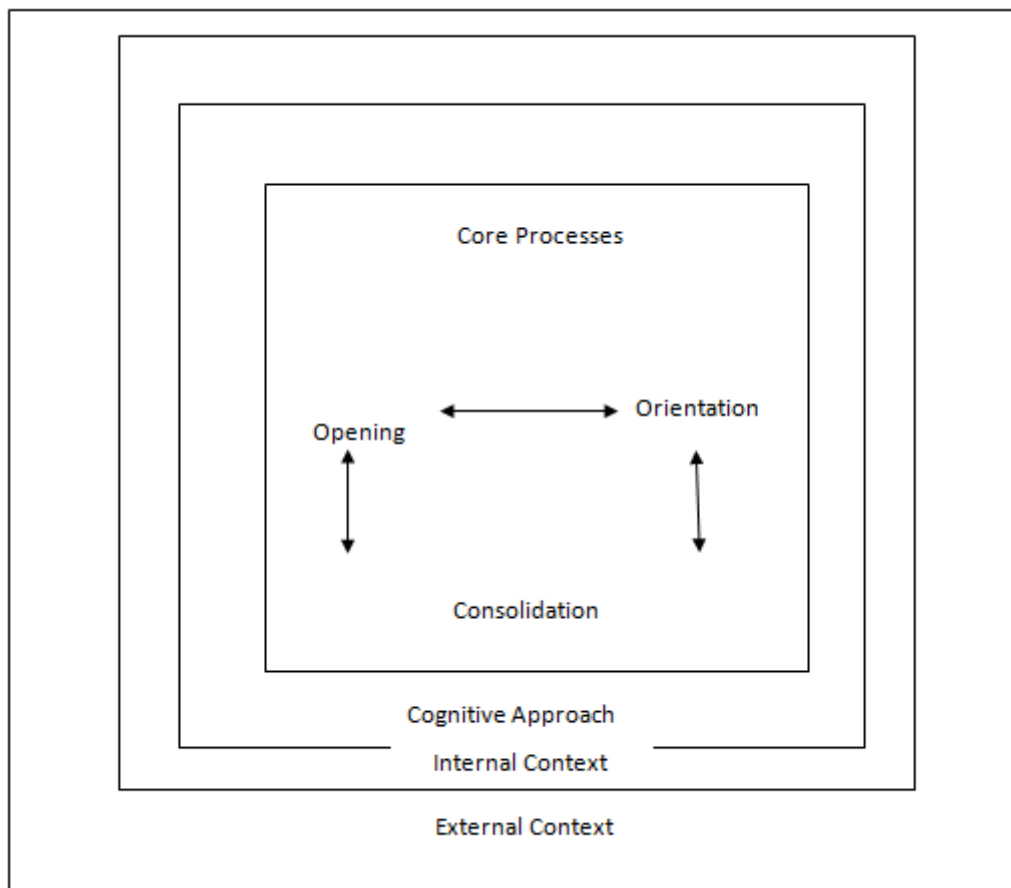 Core Processes
Orientation
Opening
Consolidation
Cognitive Approach
Internal Context
External Context